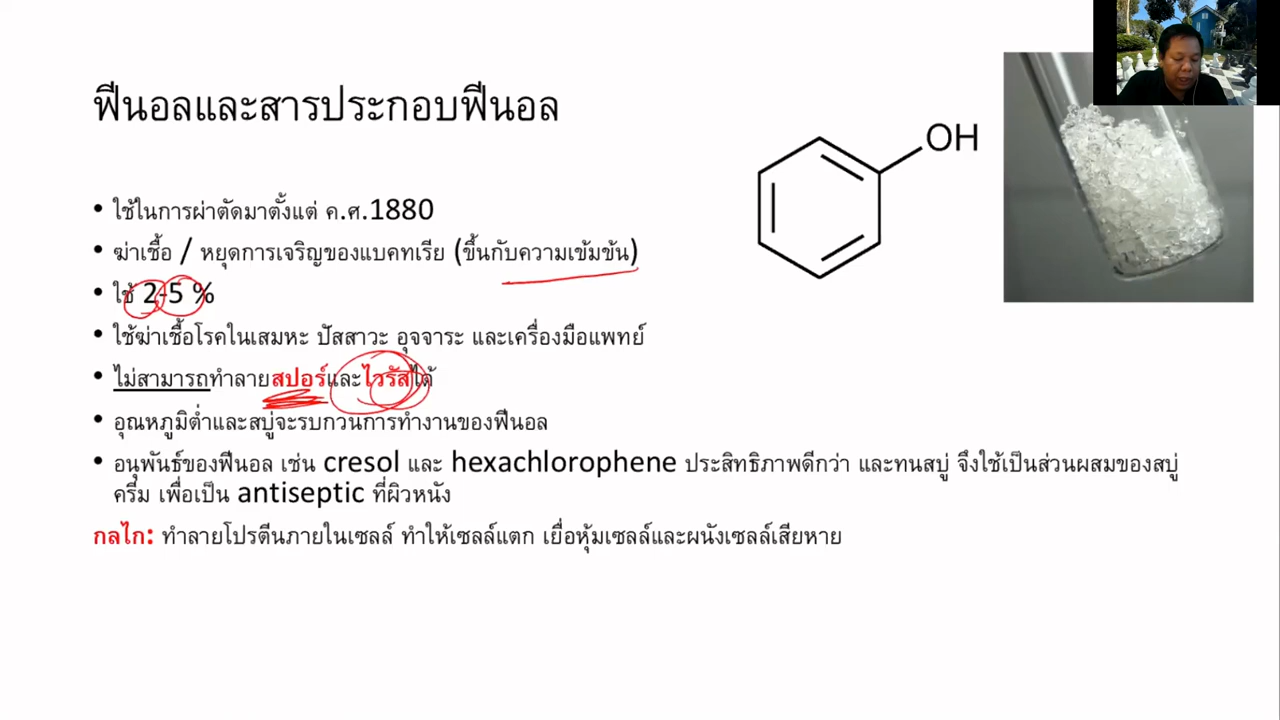 ฟีนอลและสารประกอบฟีนอล
OH
• ใช้ในการผ่าตัดมาตั้งแต่ ค.ศ.1880
• ฆ่าเชื้อ / หยุดการเจริญของแบคทเรีย (ขึ้นกับความเข้มข้น)
• ใช้ 2-5 %
• ใช้ฆ่าเชื้อโรคในเสมหะ ปัสสาวะ อุจจาระ และเครื่องมือแพทย์
• ไม่สามารถทำลายสปอร์และไวรัสได้
• อุณหภูมิต่ำและสบู่จะรบกวนการทำงานของฟีนอล
• อนุพันธ์ของฟีนอล เช่น cresol และ hexachlorophene ประสิทธิภาพดีกว่า และทนสบู่ จึงใช้เป็นส่วนผสมของสบู่
ครีม เพื่อเป็น antiseptic ที่ผิวหนัง
กลไก: ทำลายโปรตีนภายในเซลล์ ทำให้เซลล์แตก เยื่อหุ้มเซลล์และผนังเซลล์เสียหาย